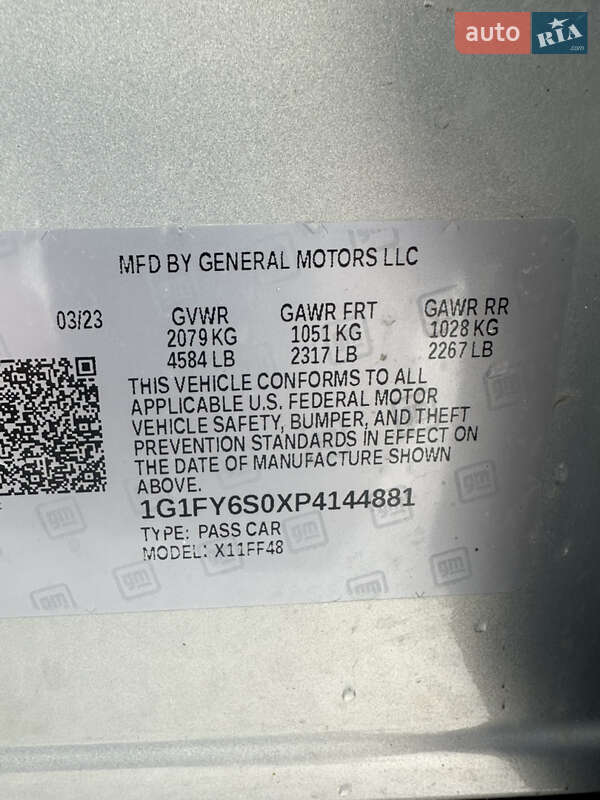 auto RIA .com
MFD BY GENERAL MOTORS LLC
03/23 GVWR GAWR FRT GAWR RR
2079 KG 1051 KG 1028 KG
4584 LB 2317 LB 2267 LB
THIS VEHICLE CONFORMS TO ALL
APPLICABLE U.S. FEDERAL MOTOR
VEHICLE SAFETY, BUMPER, AND THEFT
PREVENTION STANDARDS IN EFFECT ON
THE DATE OF MANUFACTURE SHOWN
ABOVE.
1G1FY6S0XP4144881
TYPE: PASS CAR
MODEL: X11FF48
gm